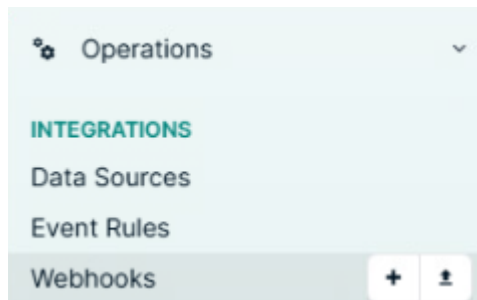 Operations
INTEGRATIONS
Data Sources
Event Rules
Webhooks